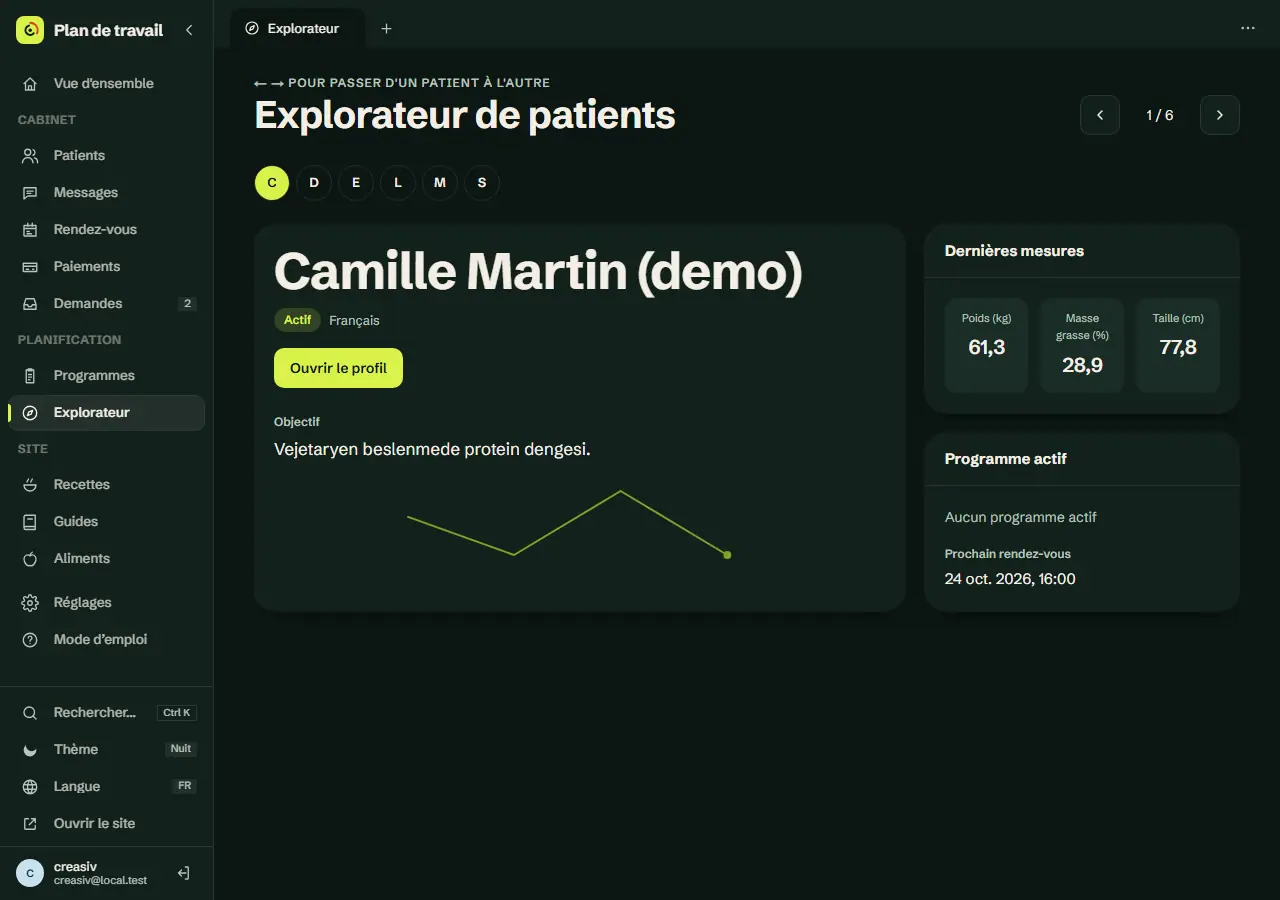 Plan de travail
Vue d'ensemble
CABINET
Patients
Messages
Rendez-vous
Paiements
Demandes 2
PLANIFICATION
Programmes
Explorateur
SITE
Recettes
Guides
Aliments
Réglages
Mode d’emploi
Rechercher... Ctrl K
Thème Nuit
Langue FR
Ouvrir le site
C
creasiv
creasiv@local.test
Explorateur
← → POUR PASSER D'UN PATIENT À L'AUTRE
Explorateur de patients
1 / 6
C D E L M S
Camille Martin (demo)
Actif Français
Ouvrir le profil
Objectif
Vejetaryen beslenmede protein dengesi.
Dernières mesures
Poids (kg)
61,3
Masse
grasse (%)
28,9
Taille (cm)
77,8
Programme actif
Aucun programme actif
Prochain rendez-vous
24 oct. 2026, 16:00